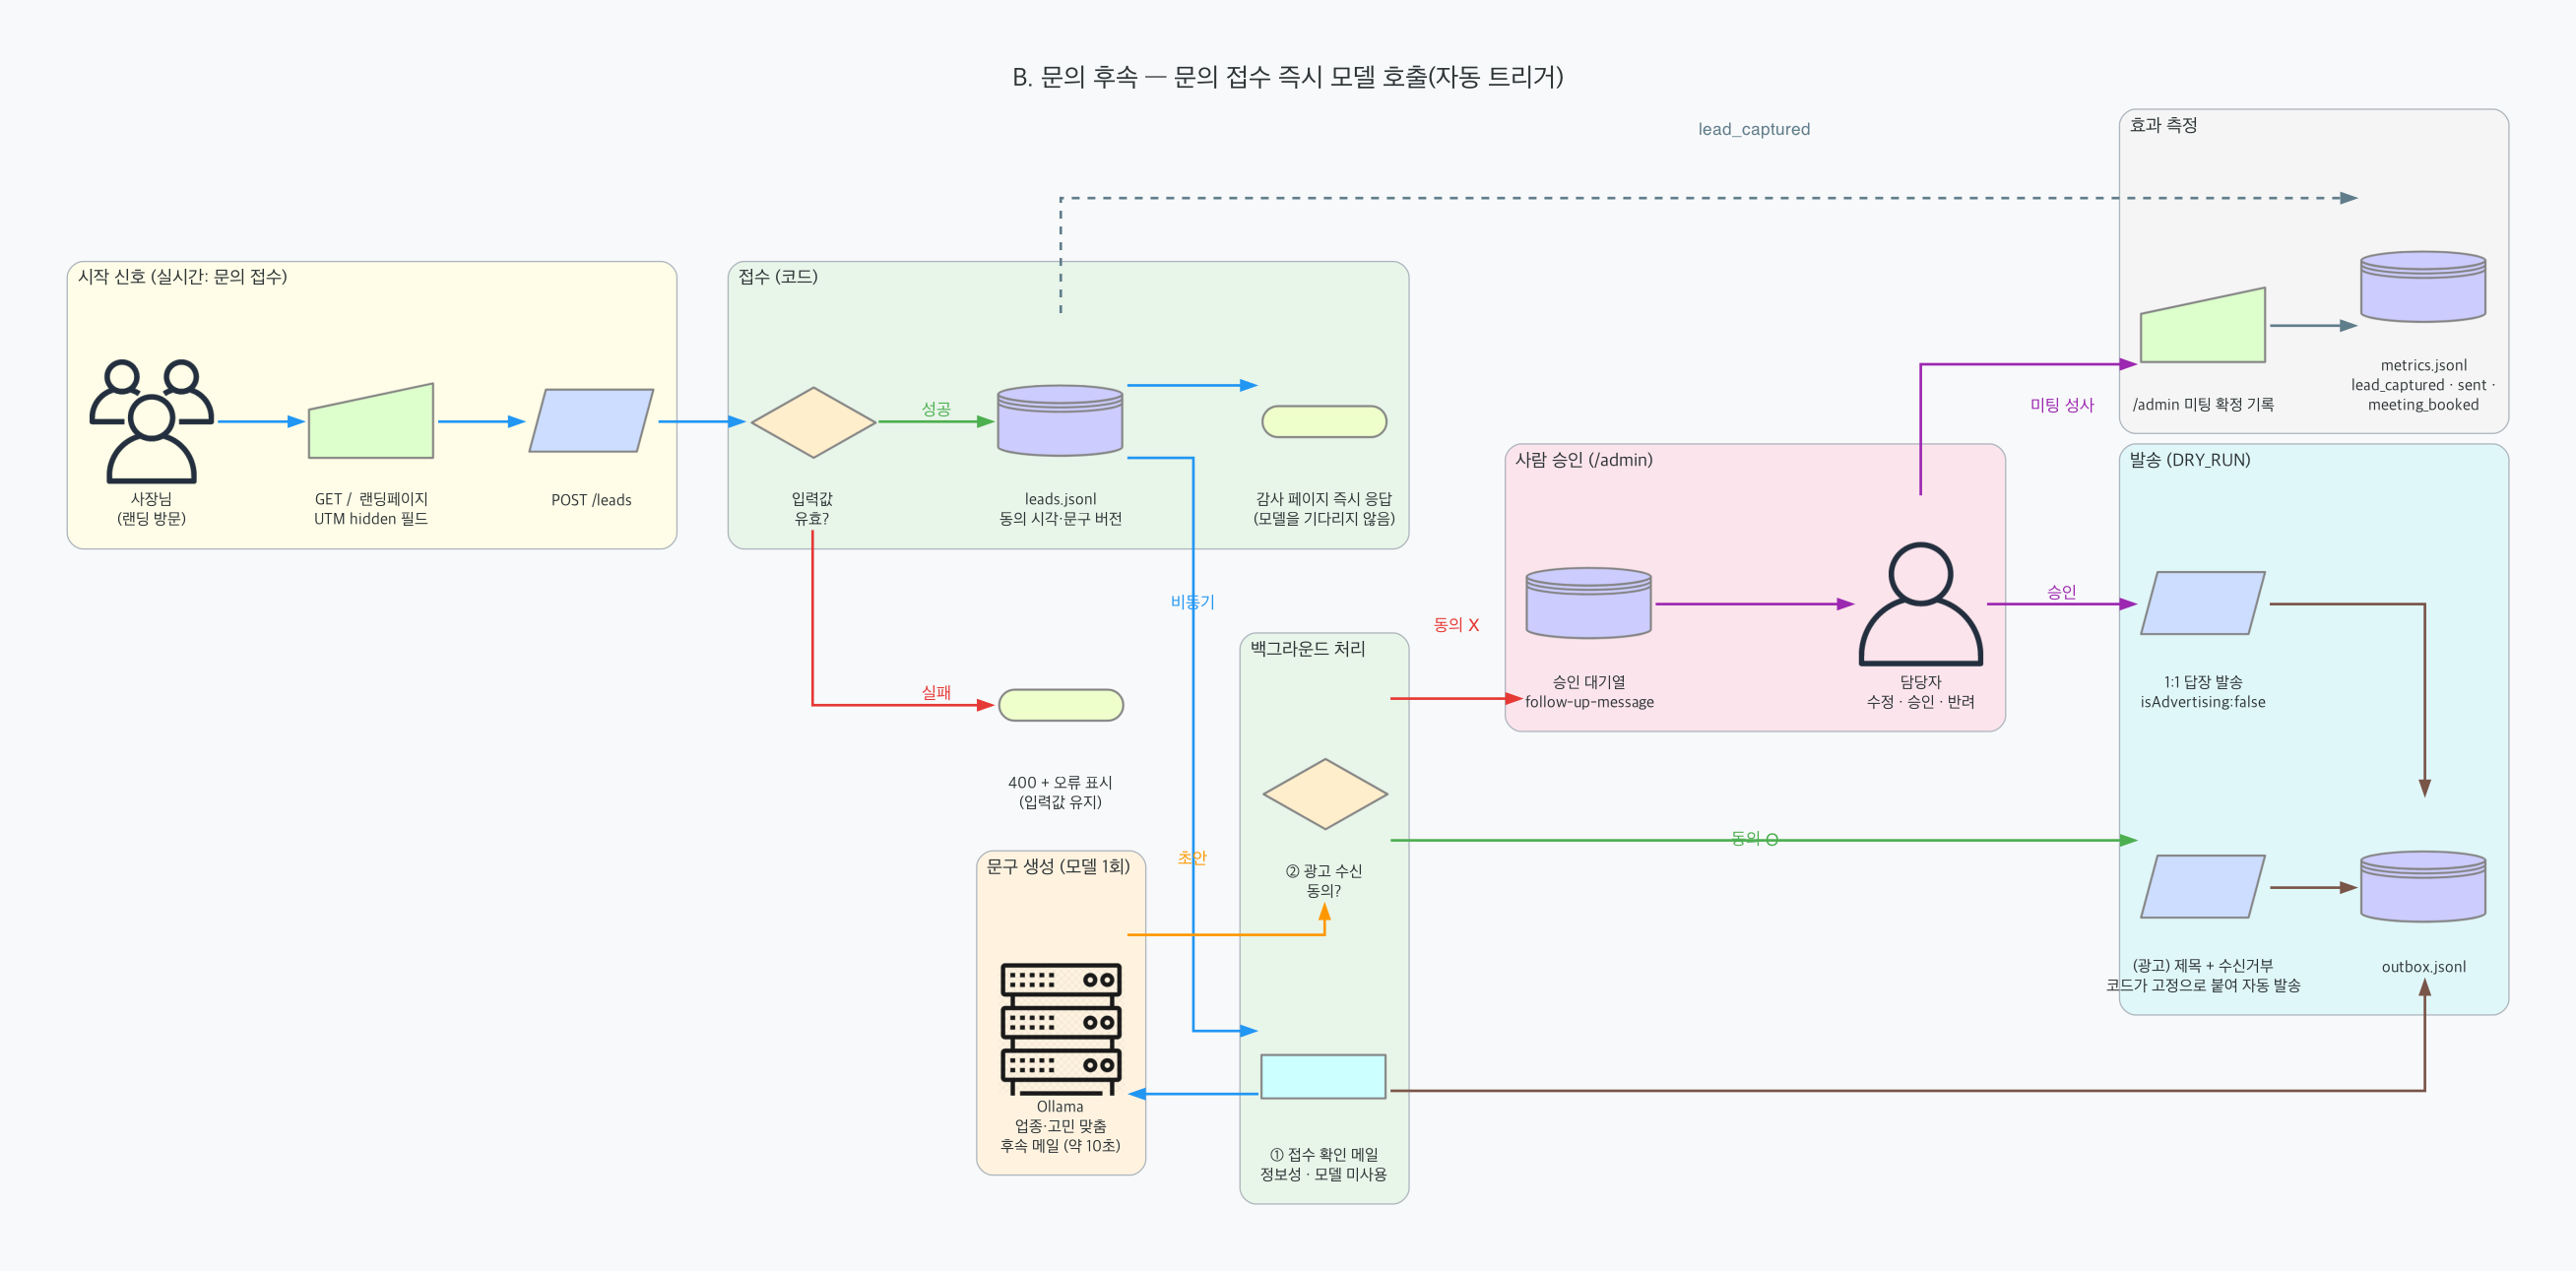 B. 문의 후속 — 문의 접수 즉시 모델 호출(자동 트리거)
lead_captured
효과 측정
metrics.jsonl
lead_captured · sent ·
meeting_booked
/admin 미팅 확정 기록
시작 신호 (실시간: 문의 접수)
사장님
(랜딩 방문)
GET / 랜딩페이지
UTM hidden 필드
POST /leads
접수 (코드)
성공
입력값
유효?
leads.jsonl
동의 시각·문구 버전
감사 페이지 즉시 응답
(모델을 기다리지 않음)
미팅 성사
사람 승인 (/admin)
승인 대기열
follow-up-message
담당자
수정 · 승인 · 반려
승인
발송 (DRY_RUN)
1:1 답장 발송
isAdvertising:false
비동기
동의 X
실패
400 + 오류 표시
(입력값 유지)
백그라운드 처리
② 광고 수신
동의?
동의 O
초안
문구 생성 (모델 1회)
Ollama
업종·고민 맞춤
후속 메일 (약 10초)
① 접수 확인 메일
정보성 · 모델 미사용
(광고) 제목 + 수신거부
코드가 고정으로 붙여 자동 발송
outbox.jsonl